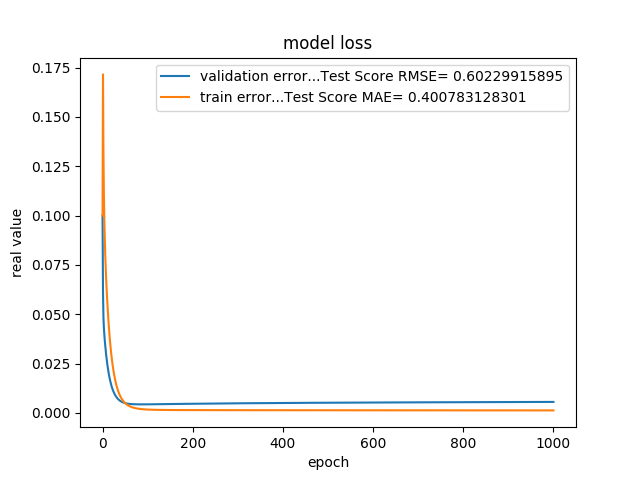 model loss
validation error...Test Score RMSE= 0.60229915895
train error...Test Score MAE= 0.400783128301
real value
0.175
0.150
0.125
0.100
0.075
0.050
0.025
0.000
0 200 400 600 800 1000
epoch